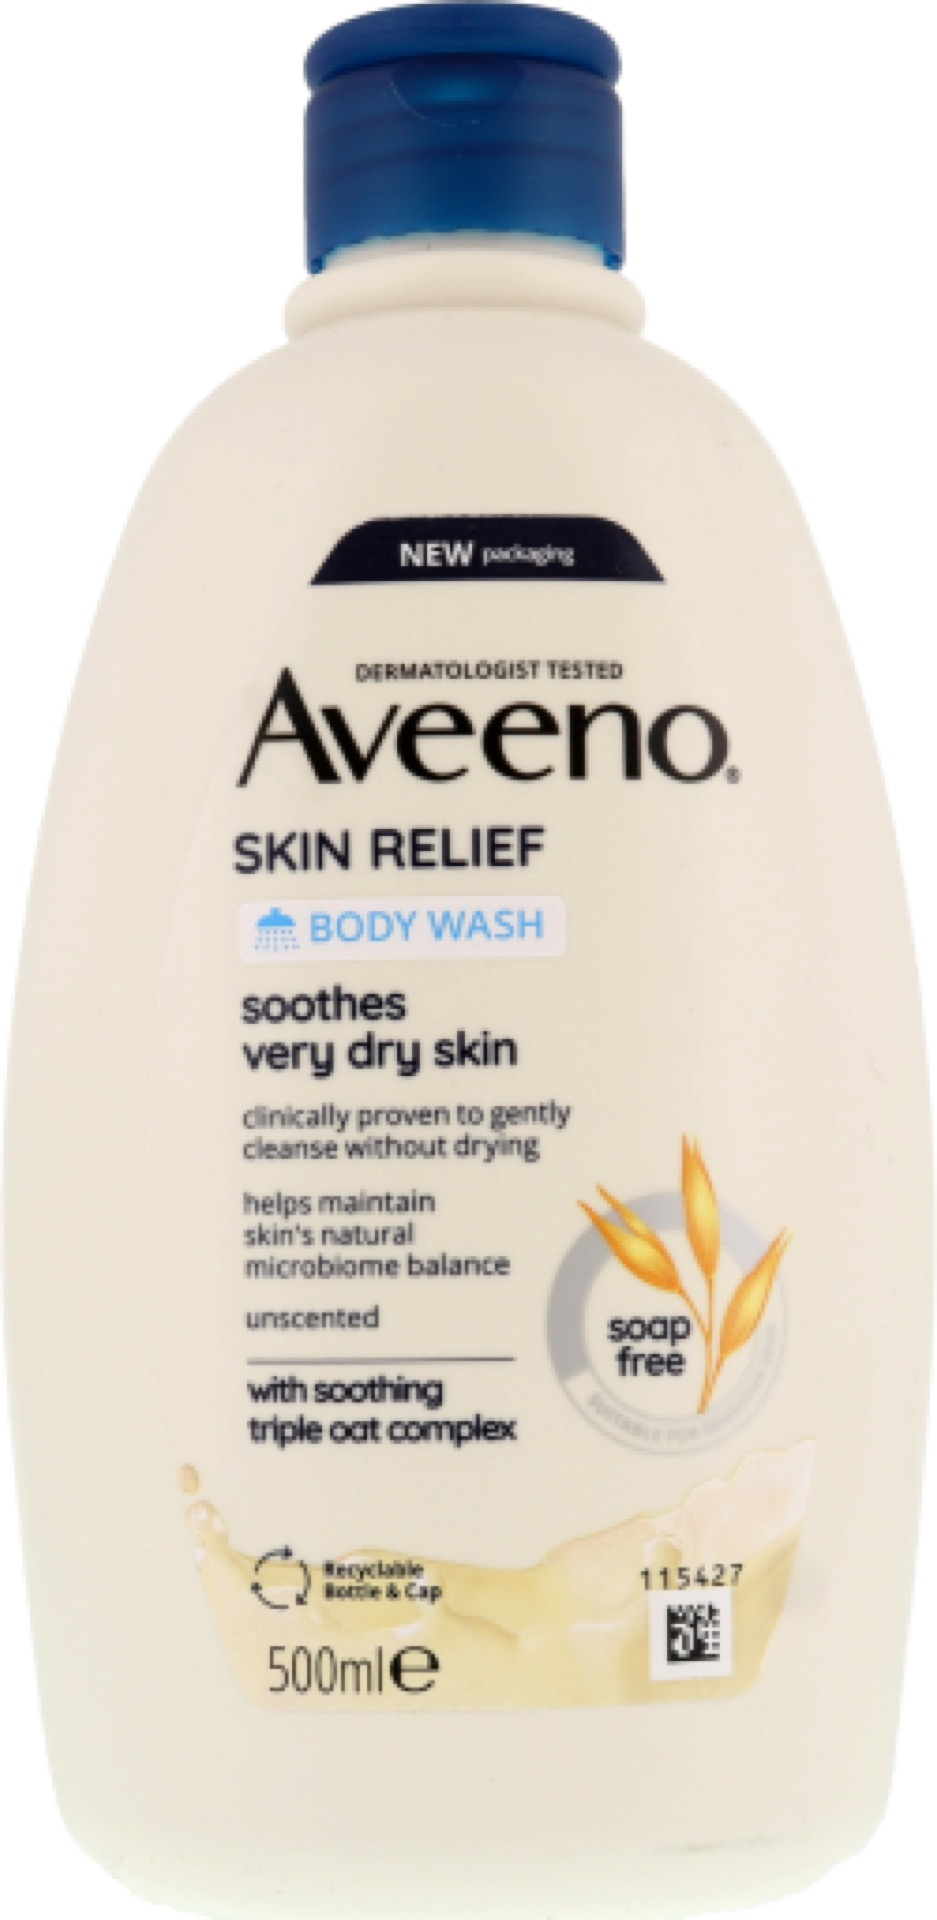 NEW packaging
DERMATOLOGIST TESTED
Aveeno®
SKIN RELIEF
BODY WASH
soothes
very dry skin
clinically proven to gently
cleanse without drying
helps maintain
skin's natural
microbiome balance
unscented
with soothing
triple oat complex
soap
free
SUITABLE FOR
Recyclable
Bottle & Cap
115427
500ml℮